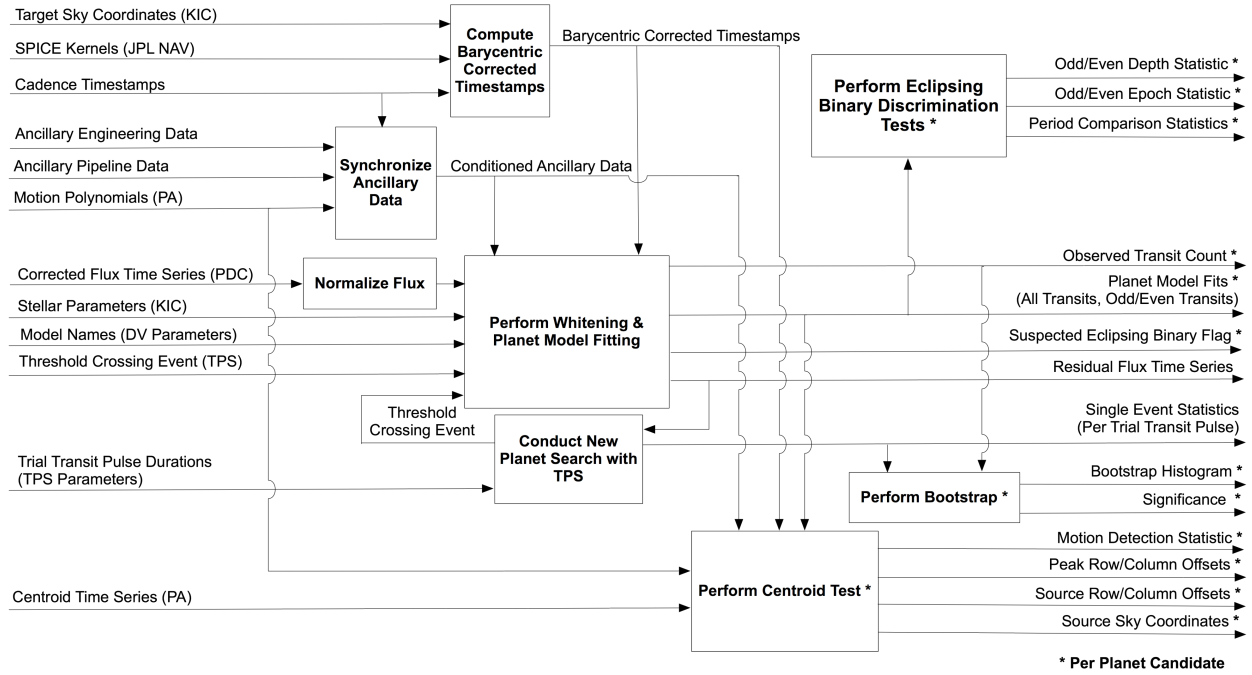 Target Sky Coordinates (KIC)
SPICE Kernels (JPL NAV)
Cadence Timestamps
Compute
Barycentric
Corrected
Timestamps
Barycentric Corrected Timestamps
Perform Eclipsing
Binary Discrimination
Tests *
Odd/Even Depth Statistic *
Odd/Even Epoch Statistic *
Period Comparison Statistics *
Ancillary Engineering Data
Ancillary Pipeline Data
Motion Polynomials (PA)
Synchronize
Ancillary
Data
Conditioned Ancillary Data
Corrected Flux Time Series (PDC)
Normalize Flux
Stellar Parameters (KIC)
Model Names (DV Parameters)
Threshold Crossing Event (TPS)
Perform Whitening &
Planet Model Fitting
Observed Transit Count *
Planet Model Fits *
(All Transits, Odd/Even Transits)
Suspected Eclipsing Binary Flag *
Residual Flux Time Series
Threshold
Crossing Event
Conduct New
Planet Search with
TPS
Single Event Statistics
(Per Trial Transit Pulse)
Trial Transit Pulse Durations
(TPS Parameters)
Perform Bootstrap *
Bootstrap Histogram *
Significance *
Centroid Time Series (PA)
Perform Centroid Test *
Motion Detection Statistic *
Peak Row/Column Offsets *
Source Row/Column Offsets *
Source Sky Coordinates *
* Per Planet Candidate